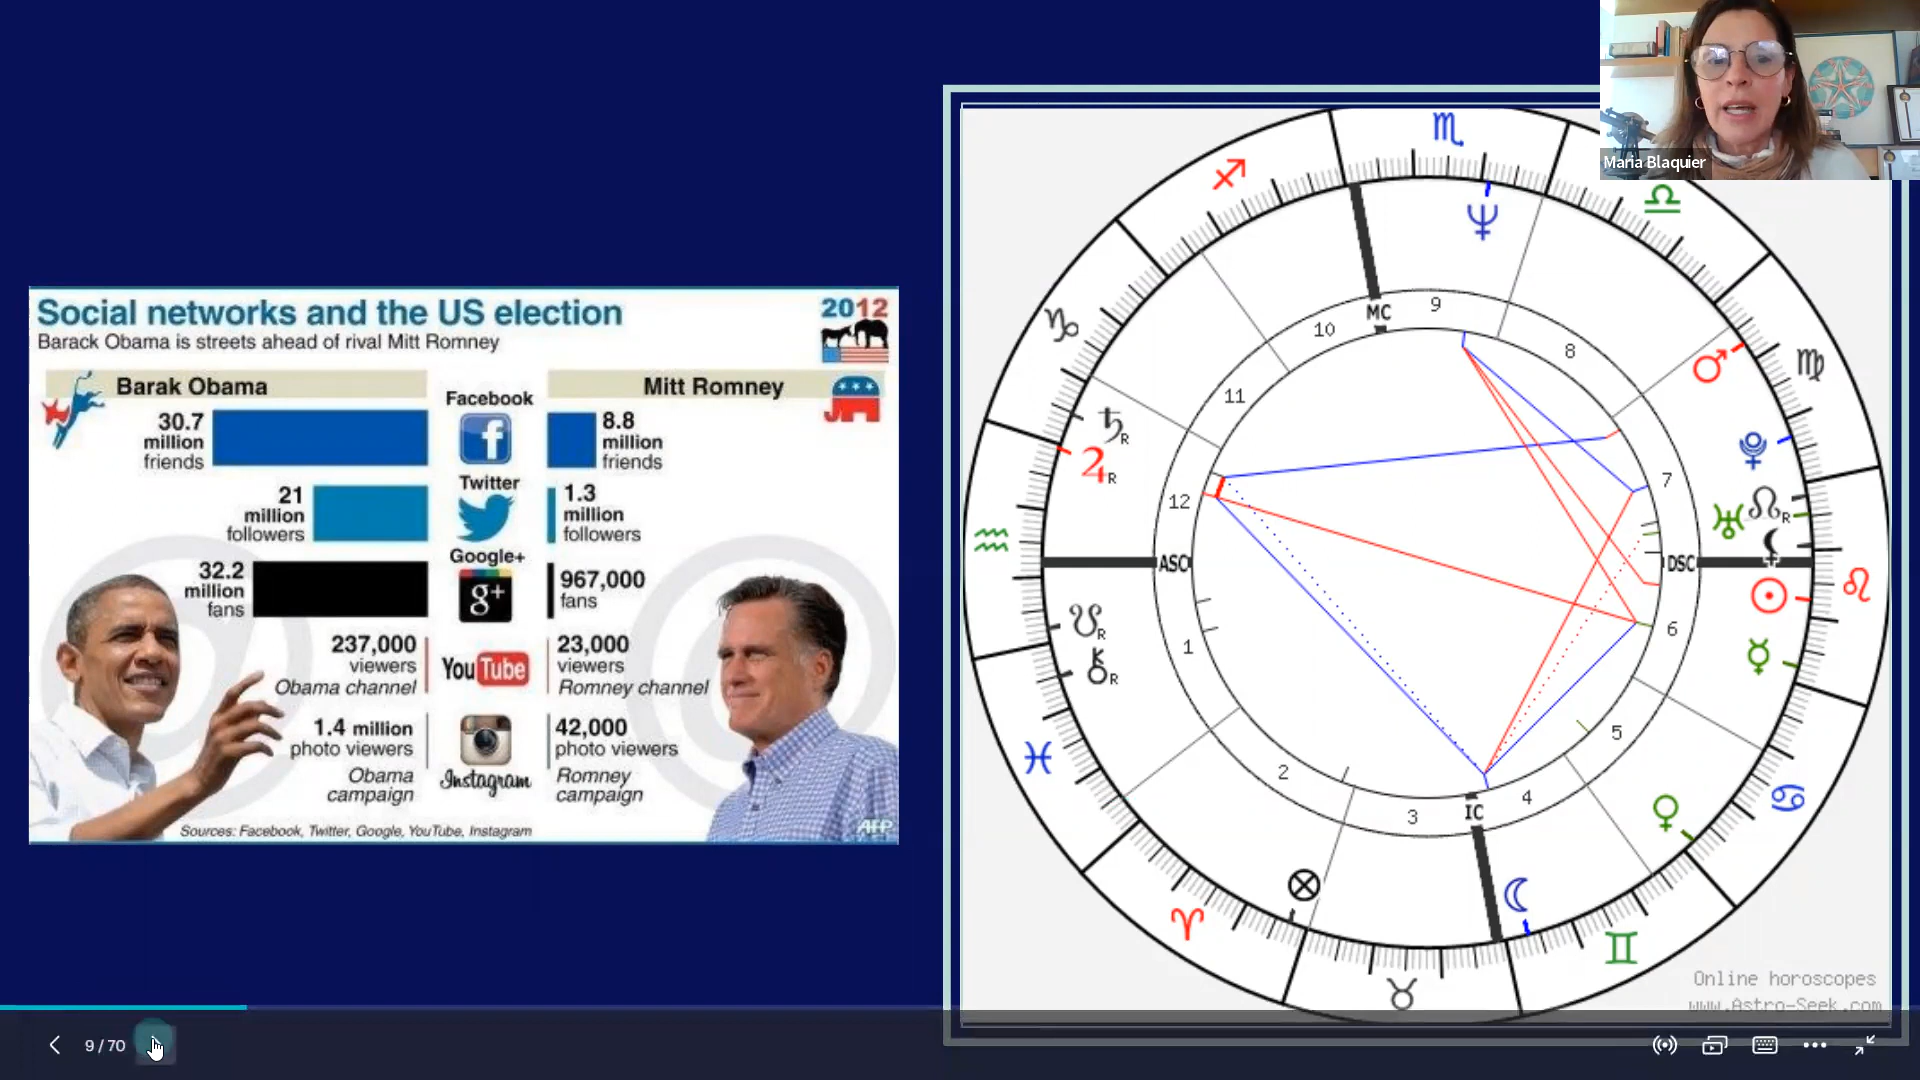 Social networks and the US election
Barack Obama is streets ahead of rival Mitt Romney
2012
Barak Obama
Mitt Romney
Facebook
30.7
million
friends
f
8.8
million
friends
Twitter
21
million
followers
1.3
million
followers
Google+
32.2
million
fans
g+
967,000
fans
237,000
viewers
Obama channel
YouTube
23,000
viewers
Romney channel
1.4 million
photo viewers
Obama
campaign
Instagram
42,000
photo viewers
Romney
campaign
Sources: Facebook, Twitter, Google, YouTube, Instagram
AFP
Maria Blaquier
♏
♐
♎
♆
MC
9
10
8
♑
♂
♍
11
♄R
♃R
♇
12
7
☊R
♅
⚸
♒
ASC
DSC
☉
♌
☋R
⚷R
1
6
☿
♓
5
2
4
3
IC
♀
♋
⊗
☾
♈
♊
♉
Online horoscopes
www.Astro-Seek.com
9 / 70